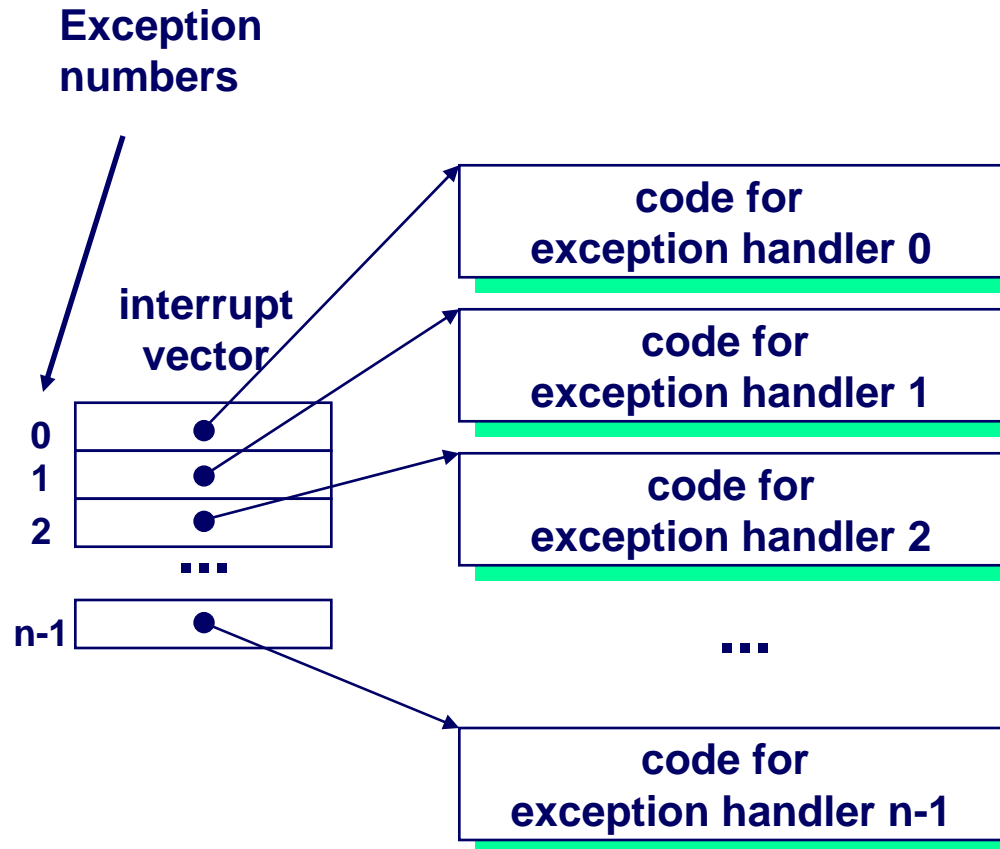 Exception
numbers
code for
exception handler 0
interrupt
vector
code for
exception handler 1
0
1
2
code for
exception handler 2
...
n-1
...
code for
exception handler n-1